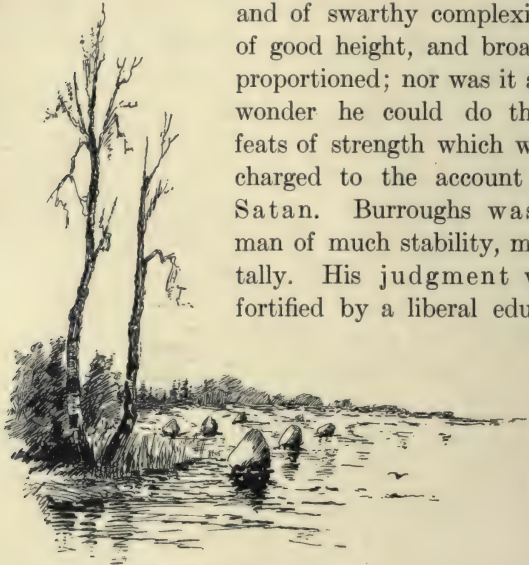 and of swarthy complexi
of good height, and broa
proportioned; nor was it a
wonder he could do th
feats of strength which w
charged to the account
Satan. Burroughs was
man of much stability, m
tally. His judgment v
fortified by a liberal edu